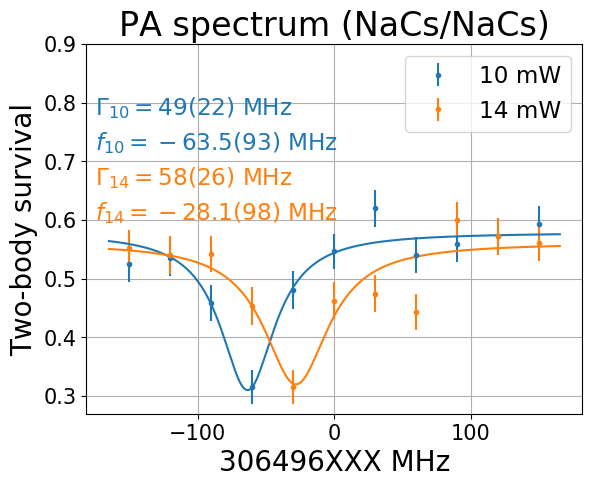 PA spectrum (NaCs/NaCs)
0.9
0.8
0.7
0.6
0.5
0.4
0.3
Two-body survival
10 mW
14 mW
Γ₁₀ = 49(22) MHz
f₁₀ = −63.5(93) MHz
Γ₁₄ = 58(26) MHz
f₁₄ = −28.1(98) MHz
−100
0
100
306496XXX MHz